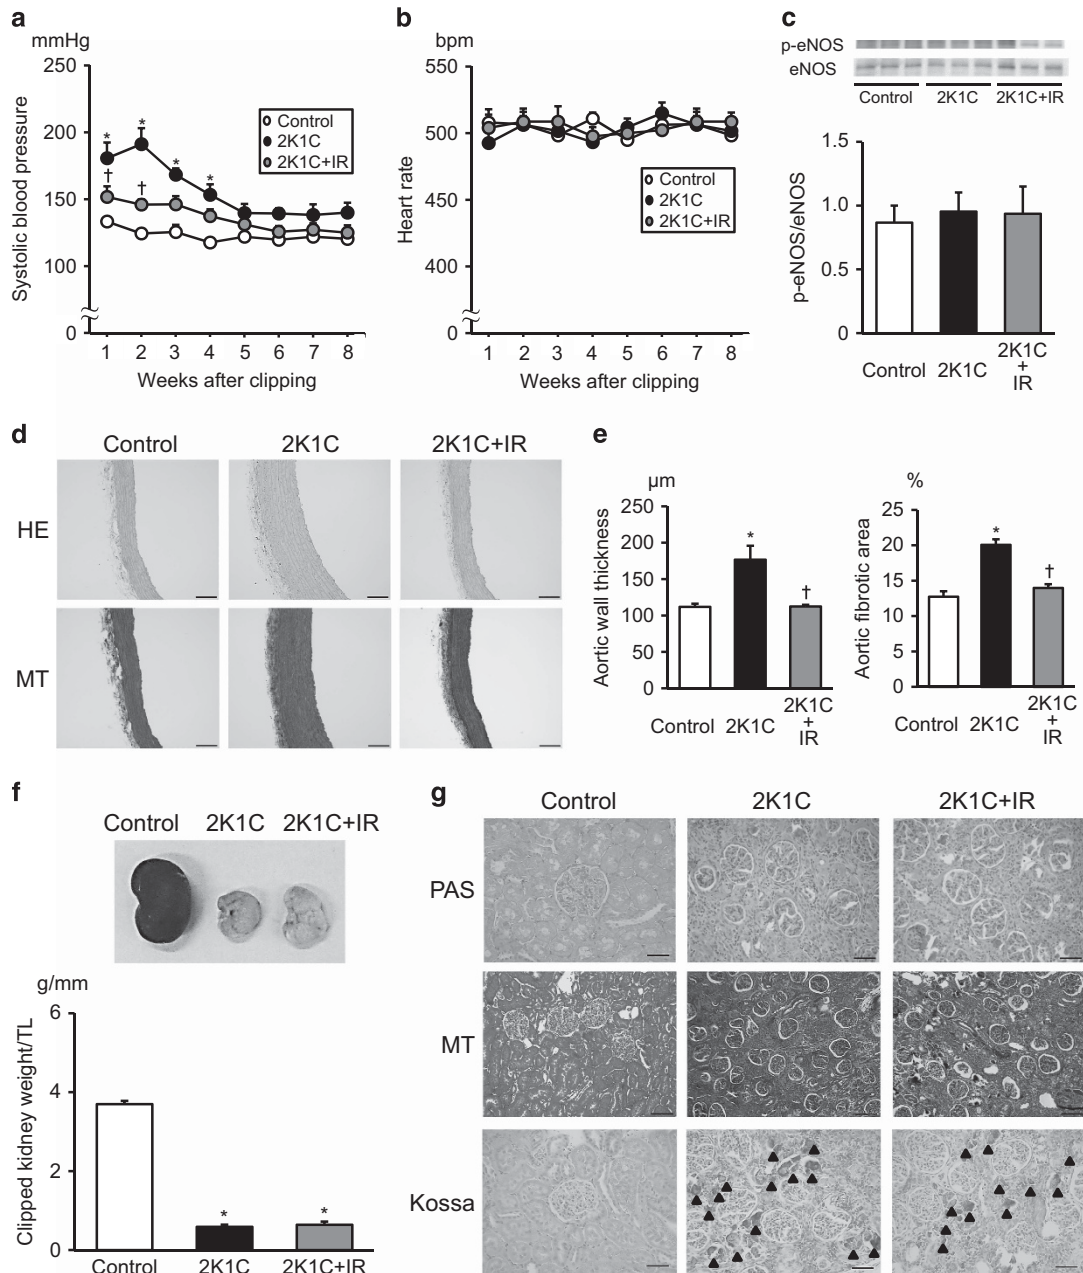 a
mmHg
250
200
150
100
0
Systolic blood pressure
* * * *
† †
Control
2K1C
2K1C+IR
1 2 3 4 5 6 7 8
Weeks after clipping
b
bpm
550
500
450
400
0
Heart rate
Control
2K1C
2K1C+IR
1 2 3 4 5 6 7 8
Weeks after clipping
c
p-eNOS
eNOS
Control 2K1C 2K1C+IR
1.5
1.0
0.5
0
p-eNOS/eNOS
Control 2K1C 2K1C
+
IR
d
Control 2K1C 2K1C+IR
HE
MT
e
µm
250
200
150
100
50
0
Aortic wall thickness
*
†
Control 2K1C 2K1C
+
IR
%
25
20
15
10
5
0
Aortic fibrotic area
*
†
Control 2K1C 2K1C
+
IR
f
Control 2K1C 2K1C+IR
g/mm
6
4
2
0
Clipped kidney weight/TL
* *
Control 2K1C 2K1C+IR
g
Control 2K1C 2K1C+IR
PAS
MT
Kossa